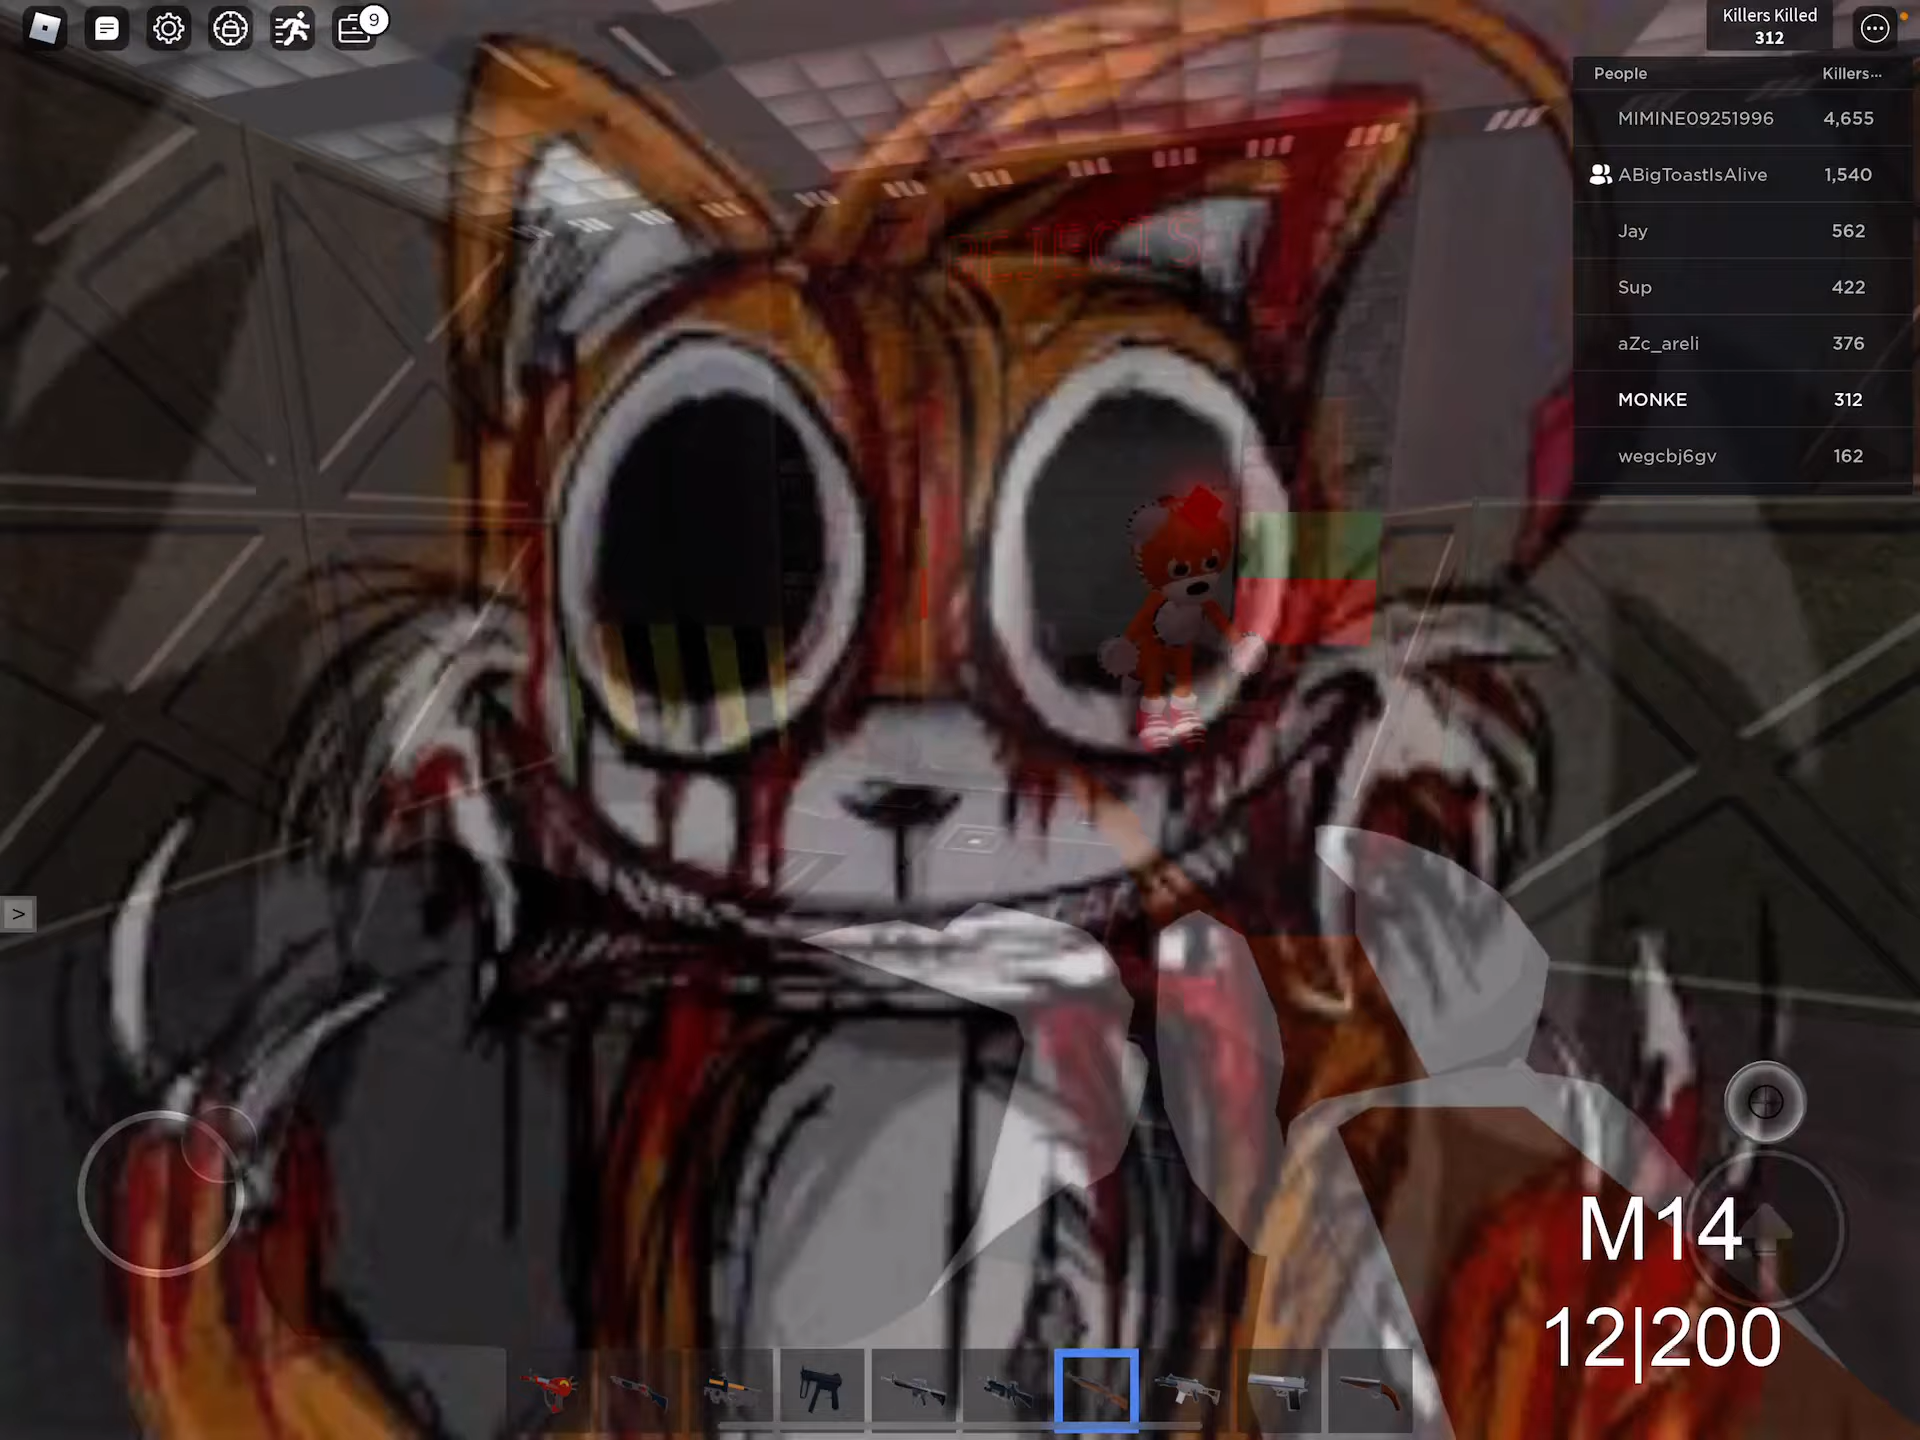 9
Killers Killed
312
People Killers...
MIMINE09251996 4,655
ABigToastIsAlive 1,540
Jay 562
Sup 422
aZc_areli 376
MONKE 312
wegcbj6gv 162
>
M14
12|200